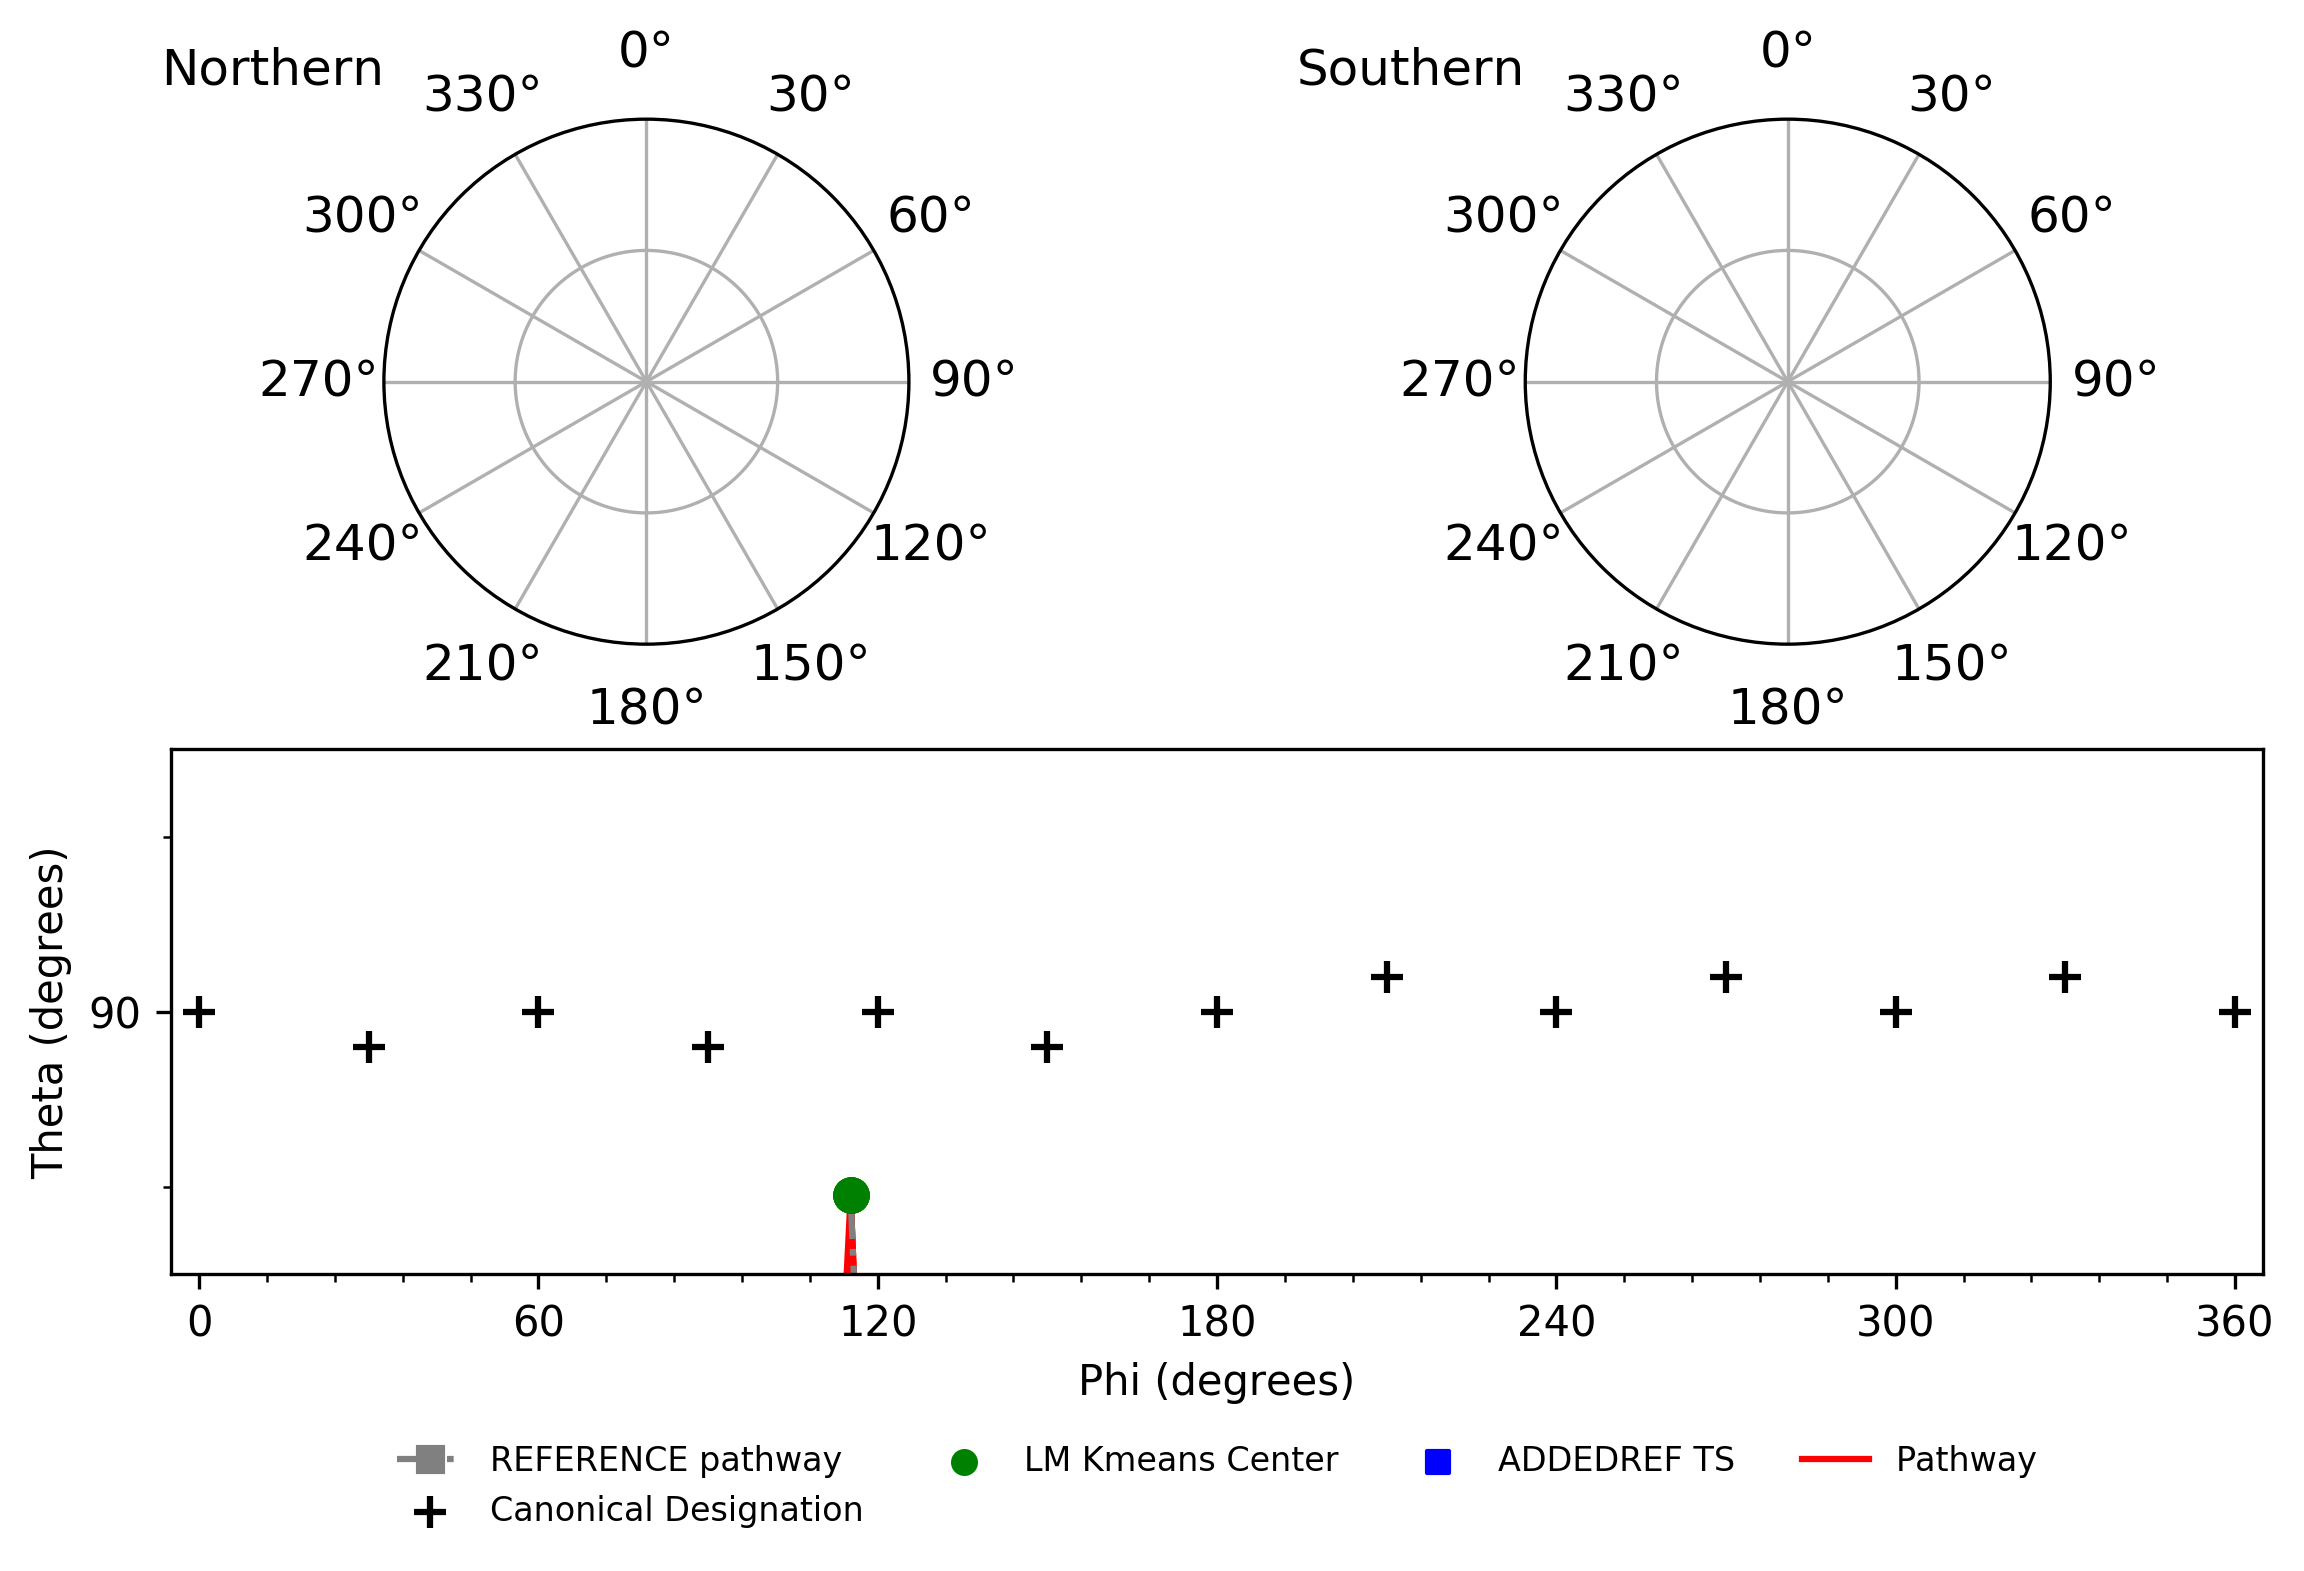 Northern
0°
30°
60°
90°
120°
150°
180°
210°
240°
270°
300°
330°
Southern
0°
30°
60°
90°
120°
150°
180°
210°
240°
270°
300°
330°
Theta (degrees)
90
0 60 120 180 240 300 360
Phi (degrees)
REFERENCE pathway
Canonical Designation
LM Kmeans Center
ADDEDREF TS
Pathway